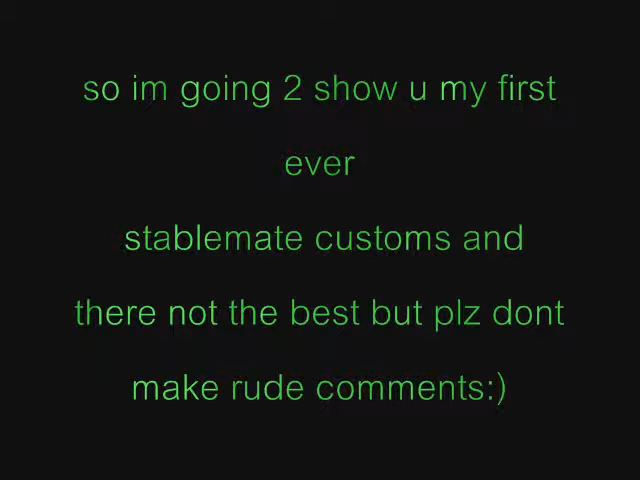 so im going 2 show u my first
ever
stablemate customs and
there not the best but plz dont
make rude comments:)